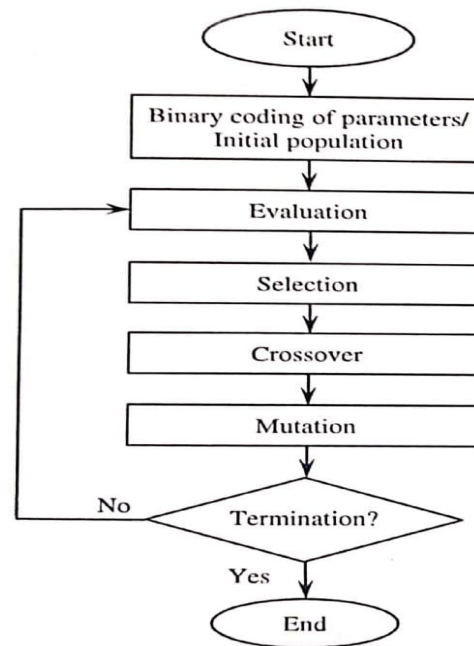 Start
Binary coding of parameters/
Initial population
Evaluation
Selection
Crossover
Mutation
Termination?
No
Yes
End